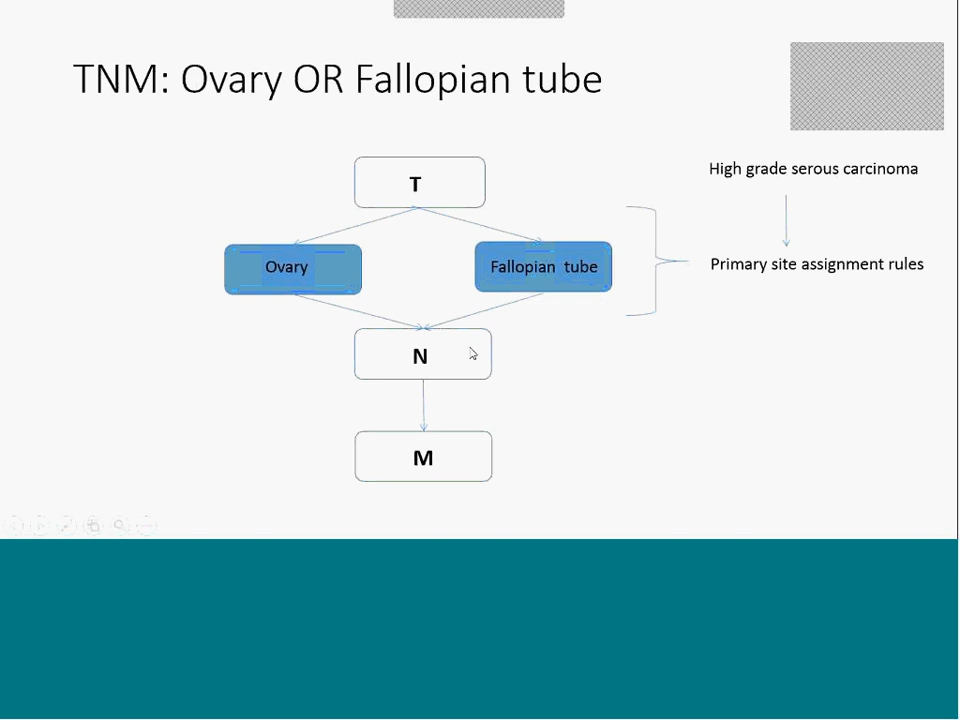 TNM: Ovary OR Fallopian tube
T
High grade serous carcinoma
Ovary
Fallopian tube
Primary site assignment rules
N
M